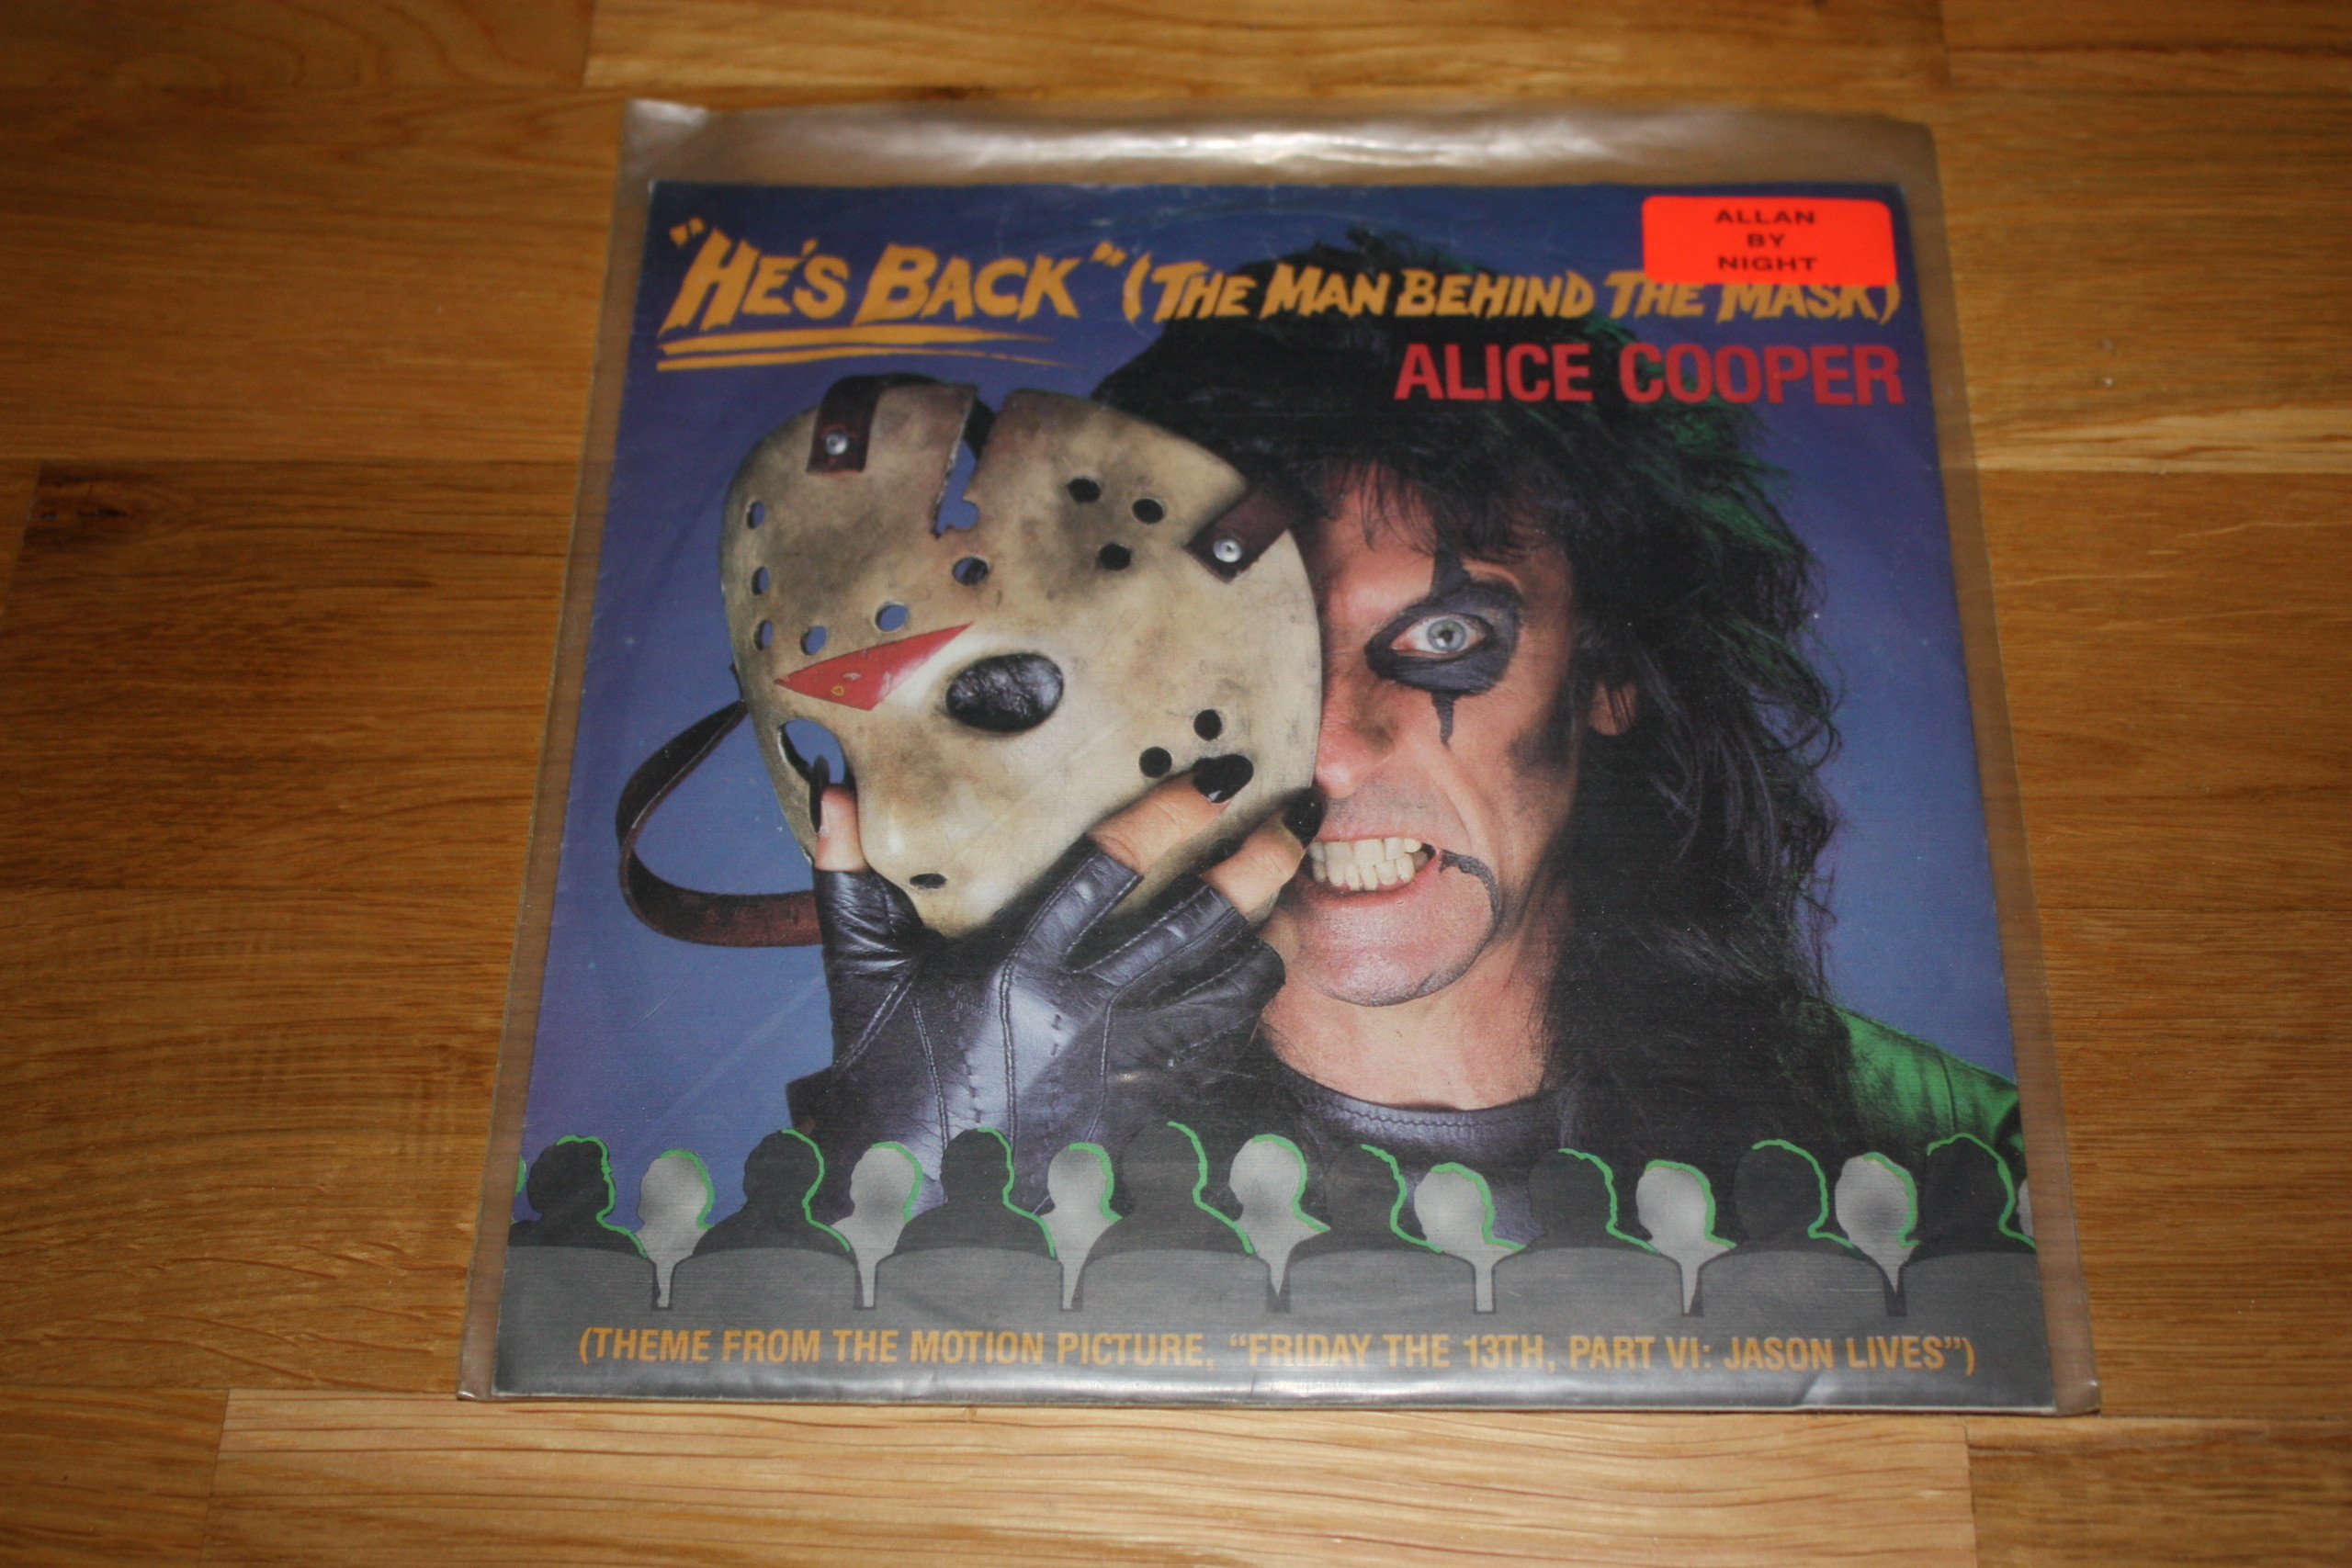 ALLAN
BY
NIGHT
"HE'S BACK" (THE MAN BEHIND THE MASK)
ALICE COOPER
(THEME FROM THE MOTION PICTURE, "FRIDAY THE 13TH, PART VI: JASON LIVES")